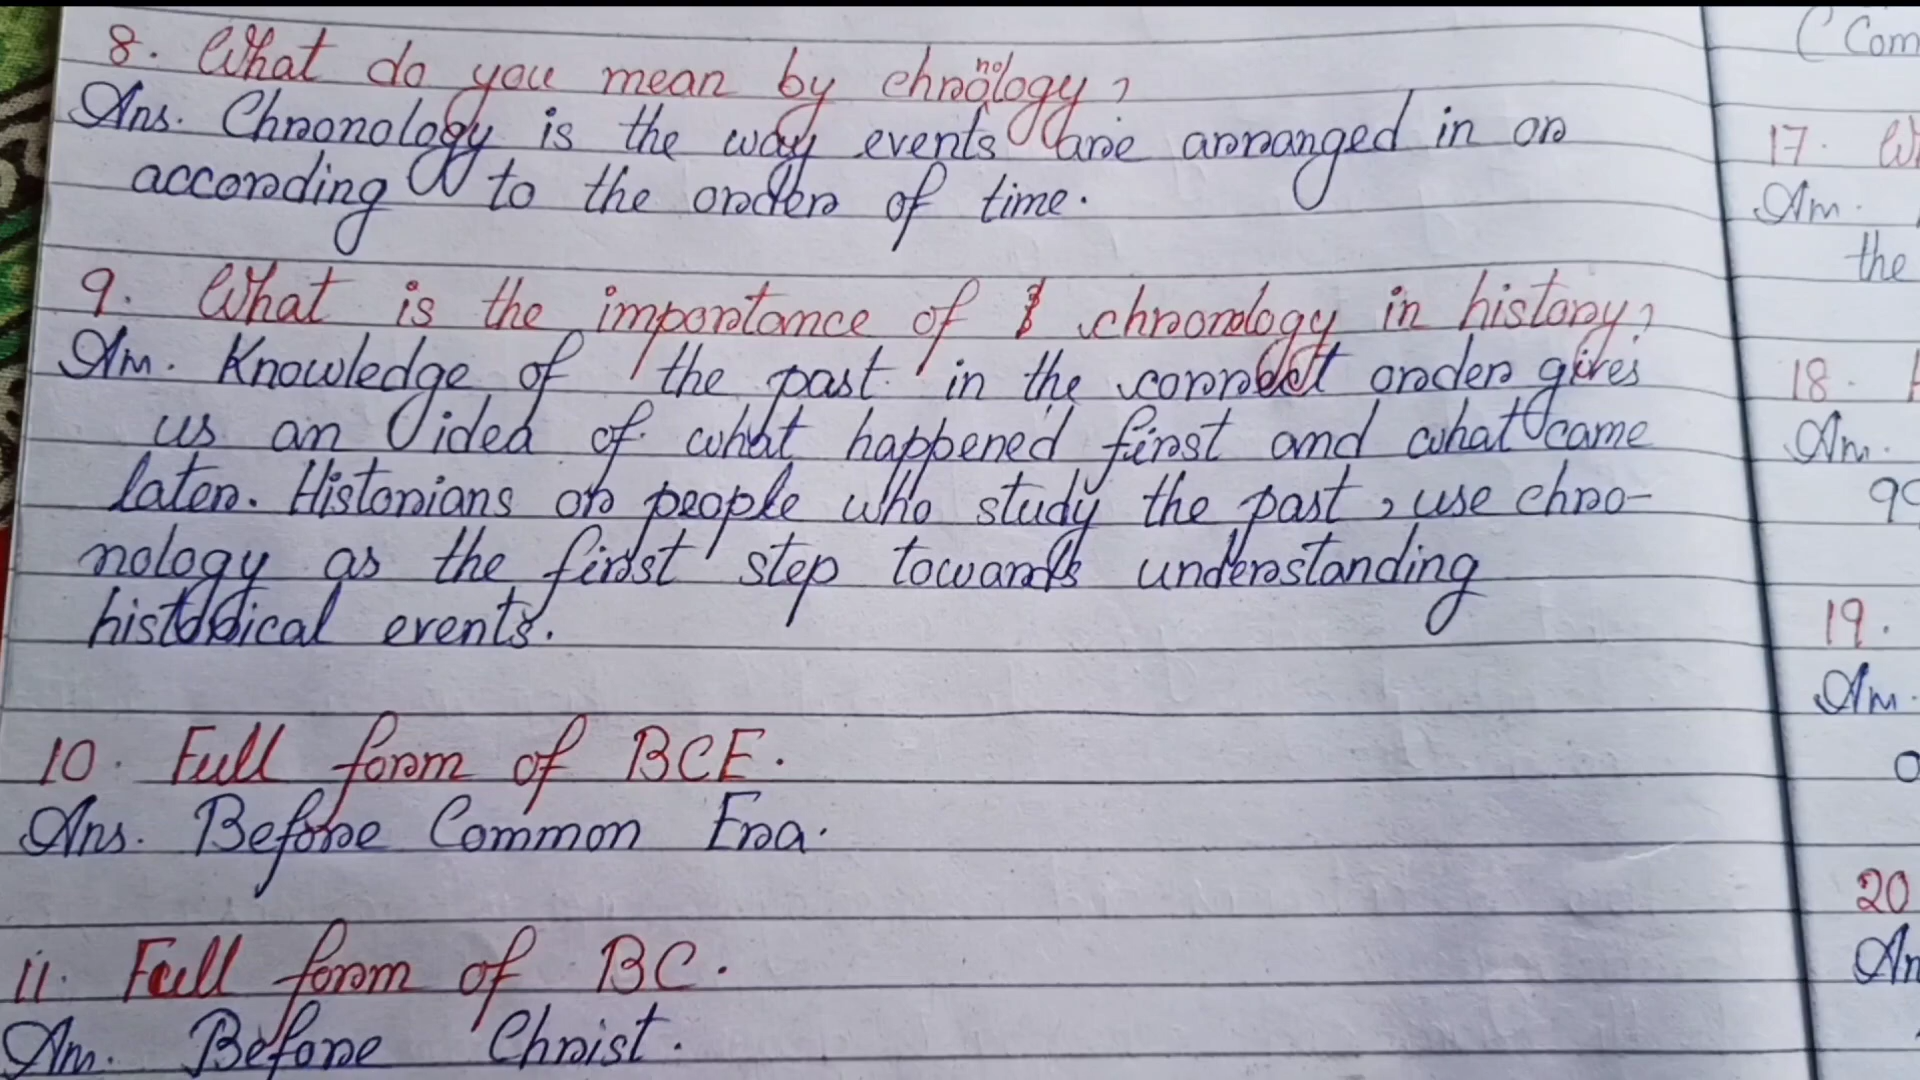 8. What do you mean by chronology?
Ans. Chronology is the way events are arranged in or
according to the order of time.
9. What is the importance of chronology in history?
Ans. Knowledge of the past in the correct order gives
us an idea of what happened first and what came
later. Historians or people who study the past, use chro-
nology as the first step towards understanding
historical events.
10. Full form of BCE.
Ans. Before Common Era.
11. Full form of BC.
Ans. Before Christ.
(Com
17.
Ans.
the
18.
Ans.
19.
Ans.
20